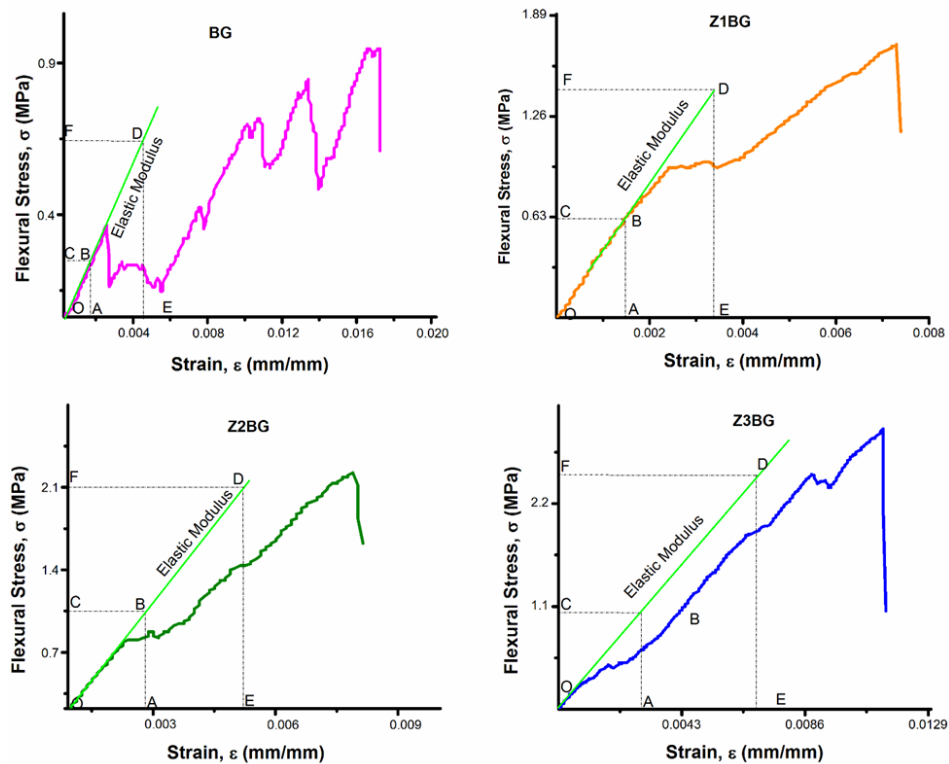 BG
Flexural Stress, σ (MPa)
0.9
0.4
F
D
Elastic Modulus
C B
O A E
0.004 0.008 0.012 0.016 0.020
Strain, ε (mm/mm)
Z1BG
Flexural Stress, σ (MPa)
1.89
1.26
0.63
F
D
Elastic Modulus
C
B
O A E
0.002 0.004 0.006 0.008
Strain, ε (mm/mm)
Z2BG
Flexural Stress, σ (MPa)
2.1
1.4
0.7
F
D
Elastic Modulus
C B
O A E
0.003 0.006 0.009
Strain, ε (mm/mm)
Z3BG
Flexural Stress, σ (MPa)
2.2
1.1
F
D
Elastic Modulus
C
B
O
A E
0.0043 0.0086 0.0129
Strain, ε (mm/mm)